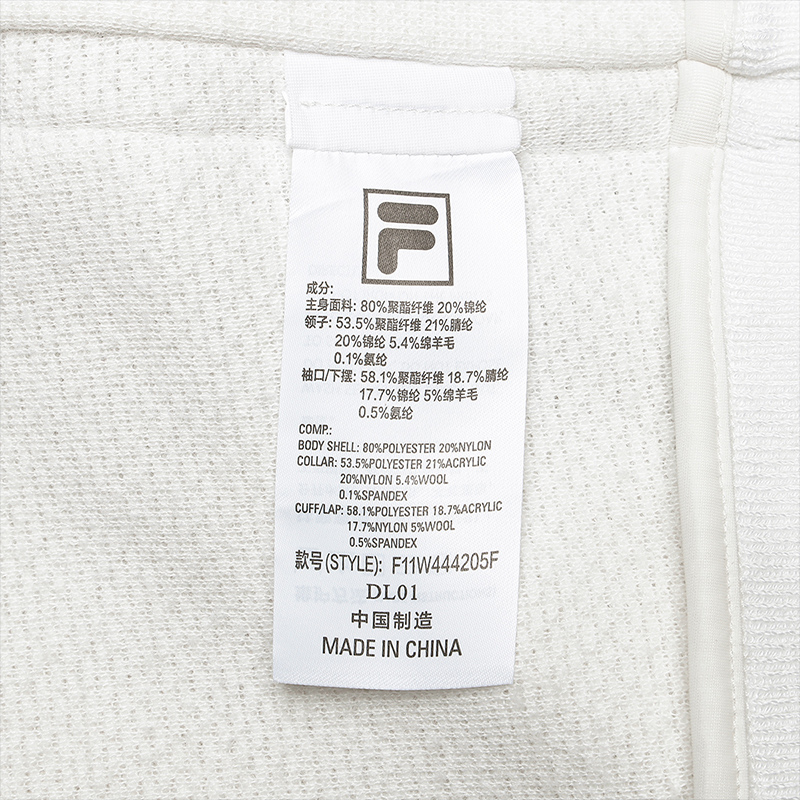 成分:
主身面料: 80%聚酯纤维 20%锦纶
领子: 53.5%聚酯纤维 21%腈纶
20%锦纶 5.4%绵羊毛
0.1%氨纶
袖口/下摆: 58.1%聚酯纤维 18.7%腈纶
17.7%锦纶 5%绵羊毛
0.5%氨纶
COMP.:
BODY SHELL: 80%POLYESTER 20%NYLON
COLLAR: 53.5%POLYESTER 21%ACRYLIC
20%NYLON 5.4%WOOL
0.1%SPANDEX
CUFF/LAP: 58.1%POLYESTER 18.7%ACRYLIC
17.7%NYLON 5%WOOL
0.5%SPANDEX
款号(STYLE): F11W444205F
DL01
中国制造
MADE IN CHINA